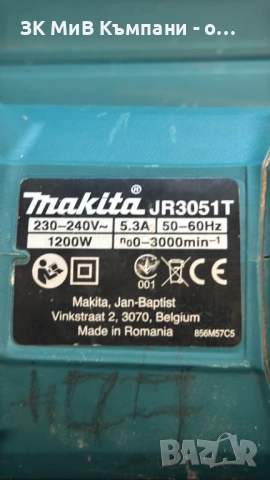 ЗК МиВ Къмпани - о...
makita® JR3051T
230-240V~ 5.3A 50-60Hz
1200W n₀0-3000min⁻¹
001
Makita, Jan-Baptist
Vinkstraat 2, 3070, Belgium
Made in Romania 856M57C5
bazar